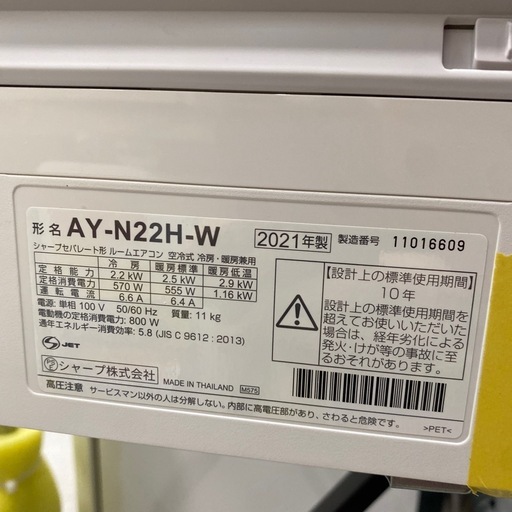 形名 AY-N22H-W 2021年製 製造番号 11016609
シャープセパレート形 ルームエアコン 空冷式 冷房・暖房兼用
冷房 暖房標準 暖房低温
定格能力 2.2 kW 2.5 kW 2.9 kW
定格消費電力 570 W 555 W 1.16 kW
運転電流 6.6 A 6.4 A
電源: 単相 100 V 50/60 Hz 質量: 11 kg
電動機の定格消費電力: 800 W
通年エネルギー消費効率: 5.8 (JIS C 9612 : 2013)
【設計上の標準使用期間】
10年
設計上の標準使用期間を
超えてお使いいただいた
場合は、経年劣化による
発火・けが等の事故に至
るおそれがあります。
S JET
シャープ株式会社 MADE IN THAILAND M575
高圧注意 サービスマン以外の人は分解しない。内部に高電圧部があり、さわると危険です。
>PET<